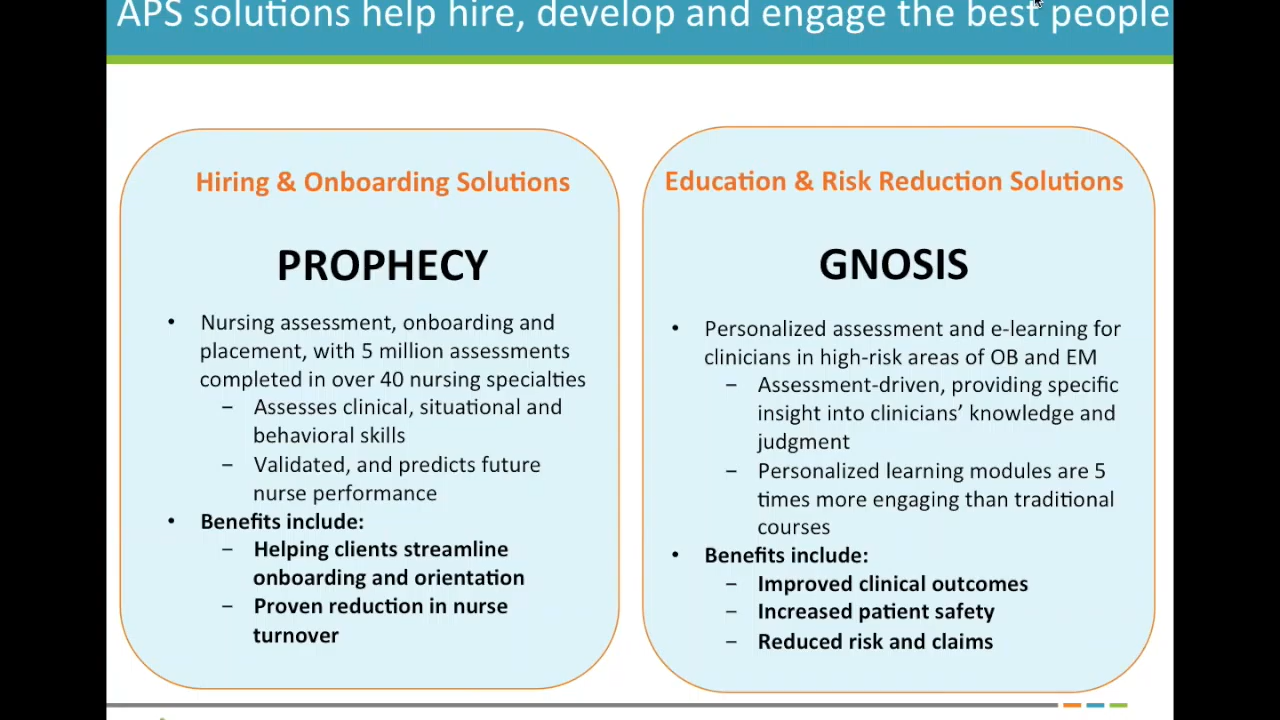 APS solutions help hire, develop and engage the best people
Hiring & Onboarding Solutions
PROPHECY
• Nursing assessment, onboarding and
placement, with 5 million assessments
completed in over 40 nursing specialties
– Assesses clinical, situational and
behavioral skills
– Validated, and predicts future
nurse performance
• Benefits include:
– Helping clients streamline
onboarding and orientation
– Proven reduction in nurse
turnover
Education & Risk Reduction Solutions
GNOSIS
• Personalized assessment and e-learning for
clinicians in high-risk areas of OB and EM
– Assessment-driven, providing specific
insight into clinicians’ knowledge and
judgment
– Personalized learning modules are 5
times more engaging than traditional
courses
• Benefits include:
– Improved clinical outcomes
– Increased patient safety
– Reduced risk and claims